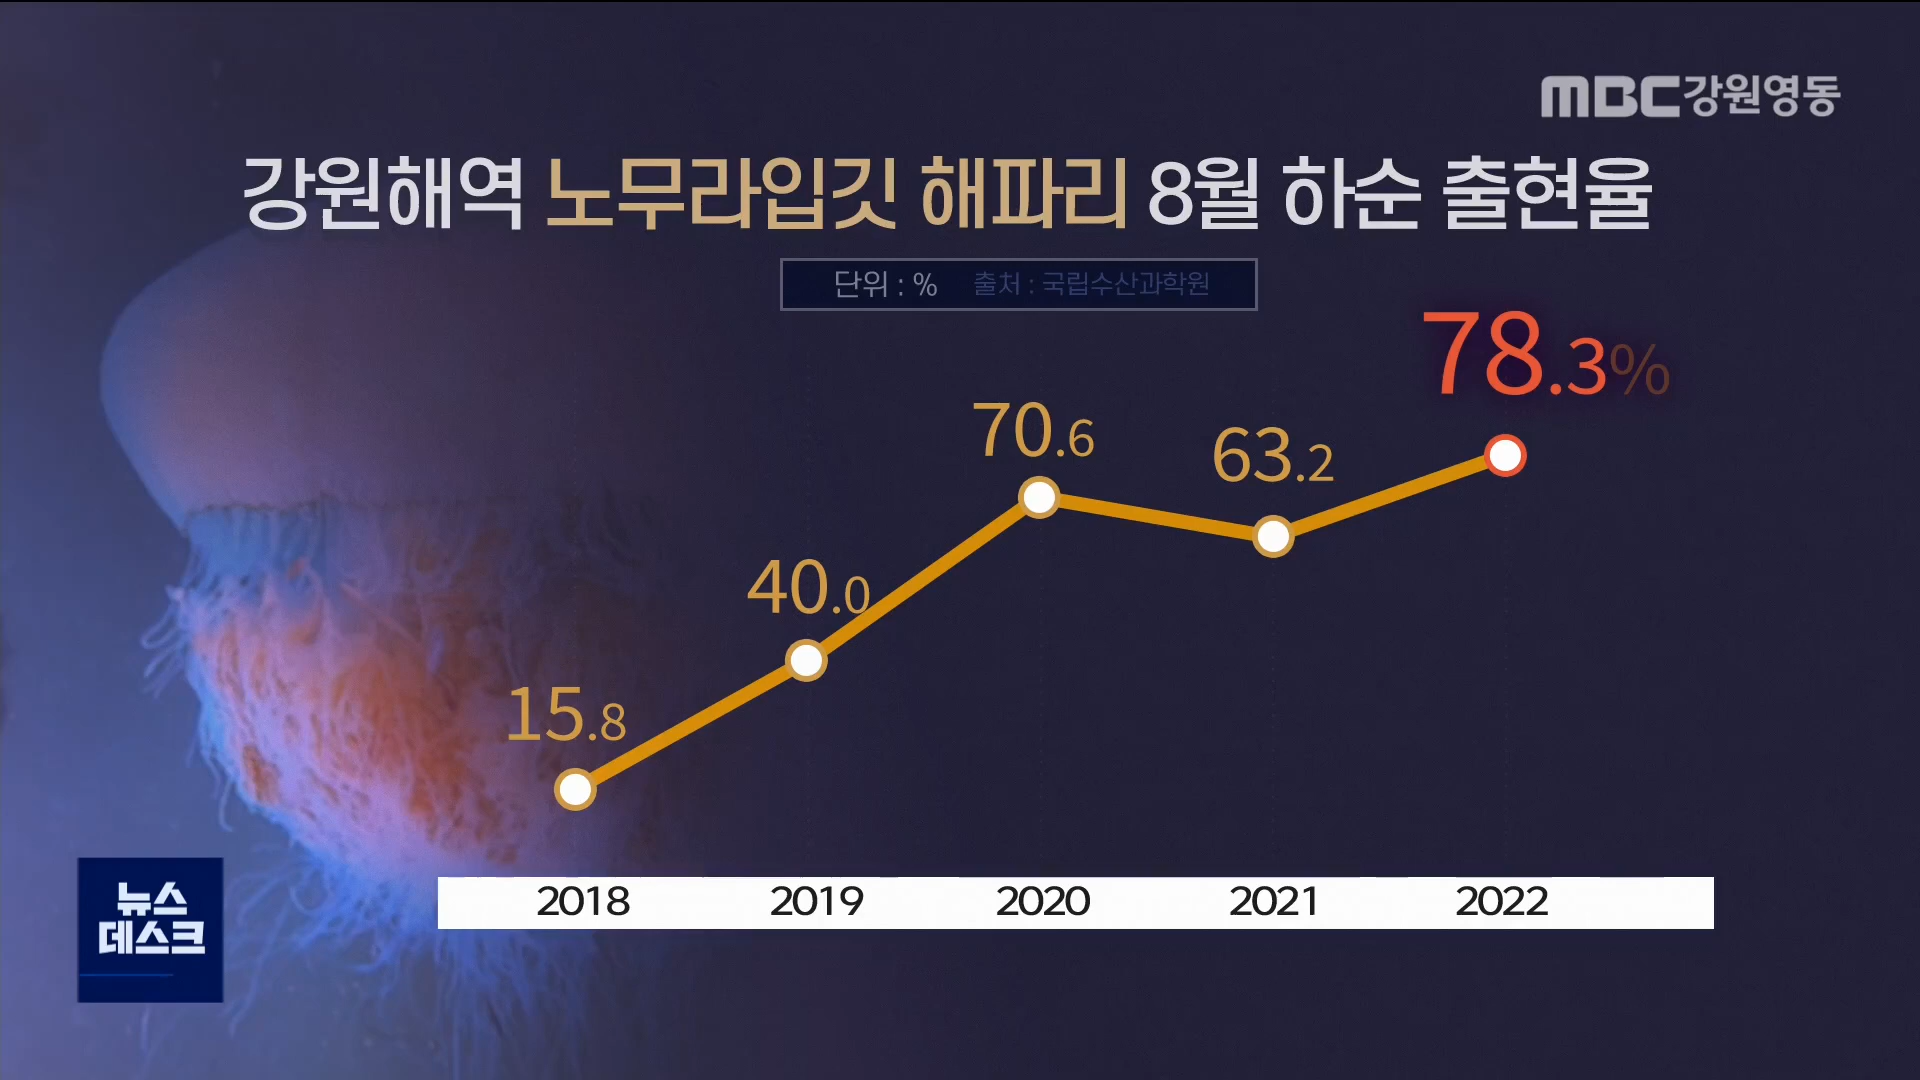 MBC강원영동
강원해역 노무라입깃 해파리 8월 하순 출현율
단위 : % 출처 : 국립수산과학원
78.3%
70.6
63.2
40.0
15.8
2018 2019 2020 2021 2022
뉴스
데스크